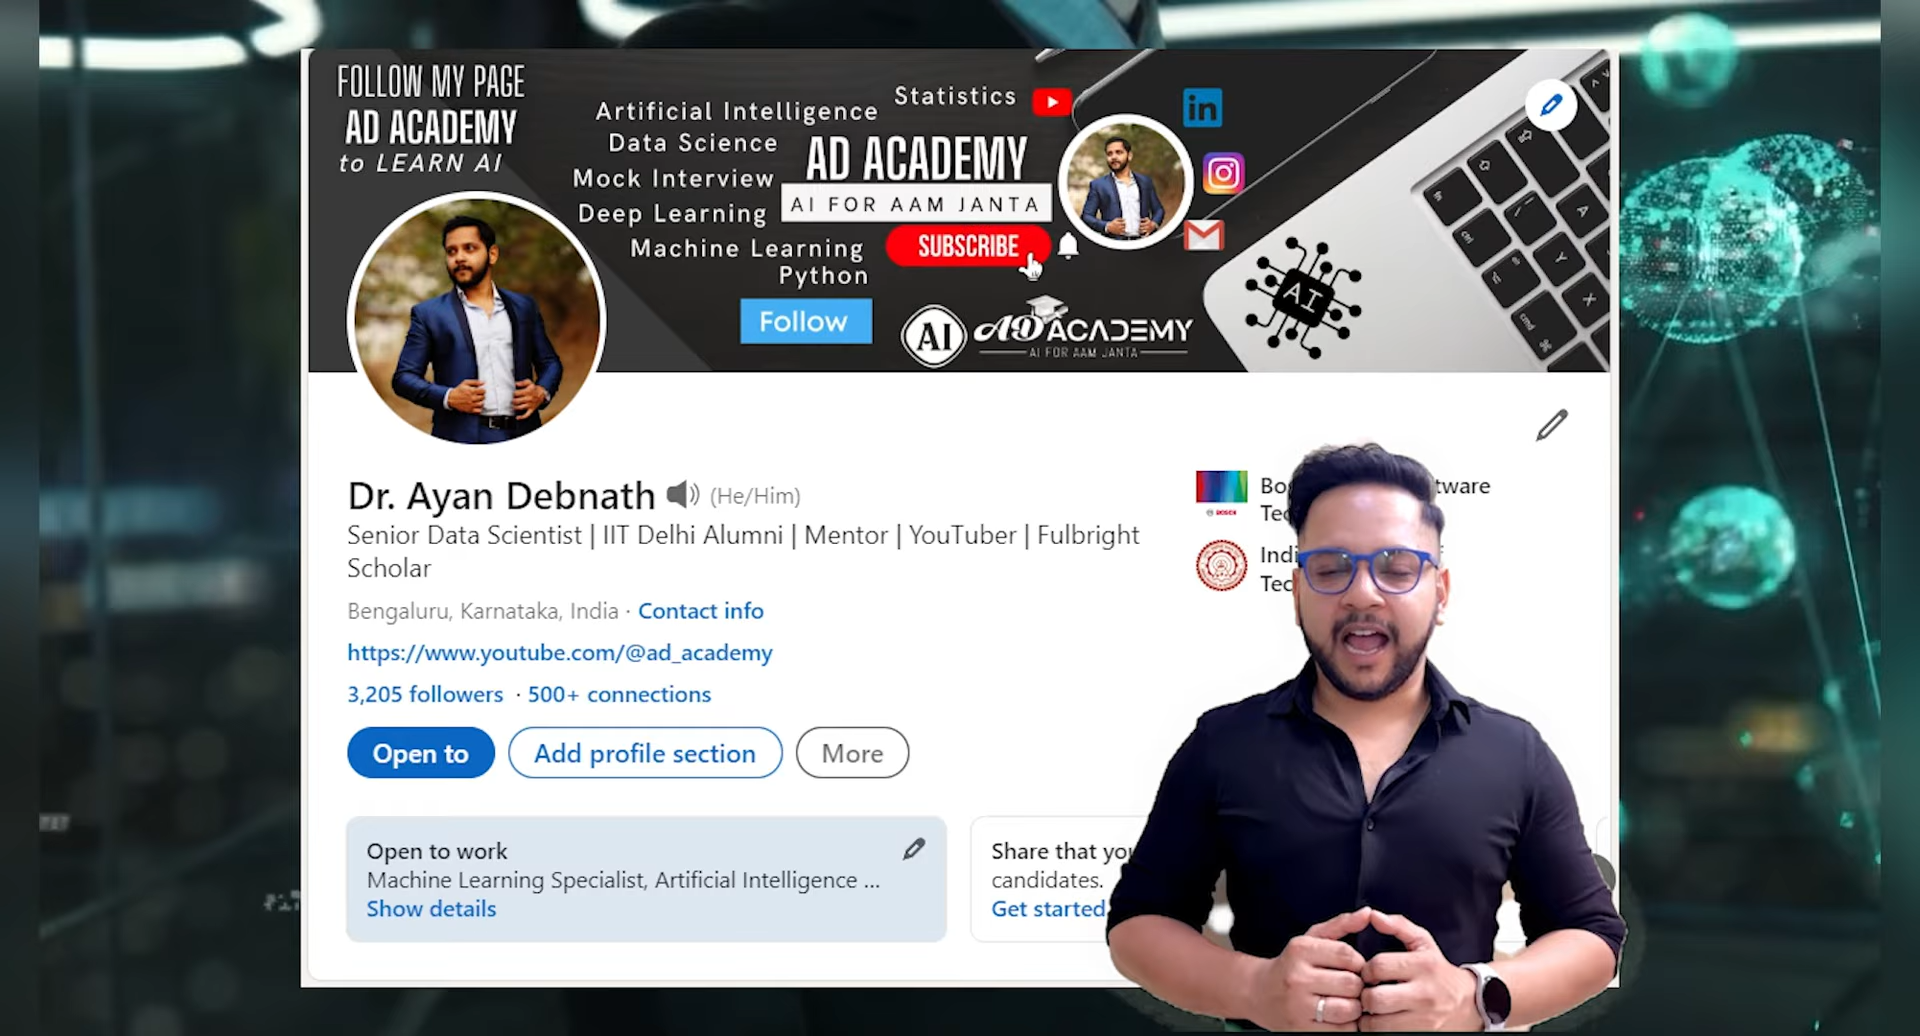 FOLLOW MY PAGE
AD ACADEMY
to LEARN AI
Statistics
Artificial Intelligence
Data Science
Mock Interview
Deep Learning
Machine Learning
Python
AD ACADEMY
AI FOR AAM JANTA
SUBSCRIBE
Follow
AI
AD ACADEMY
AI FOR AAM JANTA
in
AI
Dr. Ayan Debnath (He/Him)
Senior Data Scientist | IIT Delhi Alumni | Mentor | YouTuber | Fulbright
Scholar
Bengaluru, Karnataka, India · Contact info
https://www.youtube.com/@ad_academy
3,205 followers · 500+ connections
Open to
Add profile section
More
BOSCH
Open to work
Machine Learning Specialist, Artificial Intelligence ...
Show details
Share that
candidates.
Get started